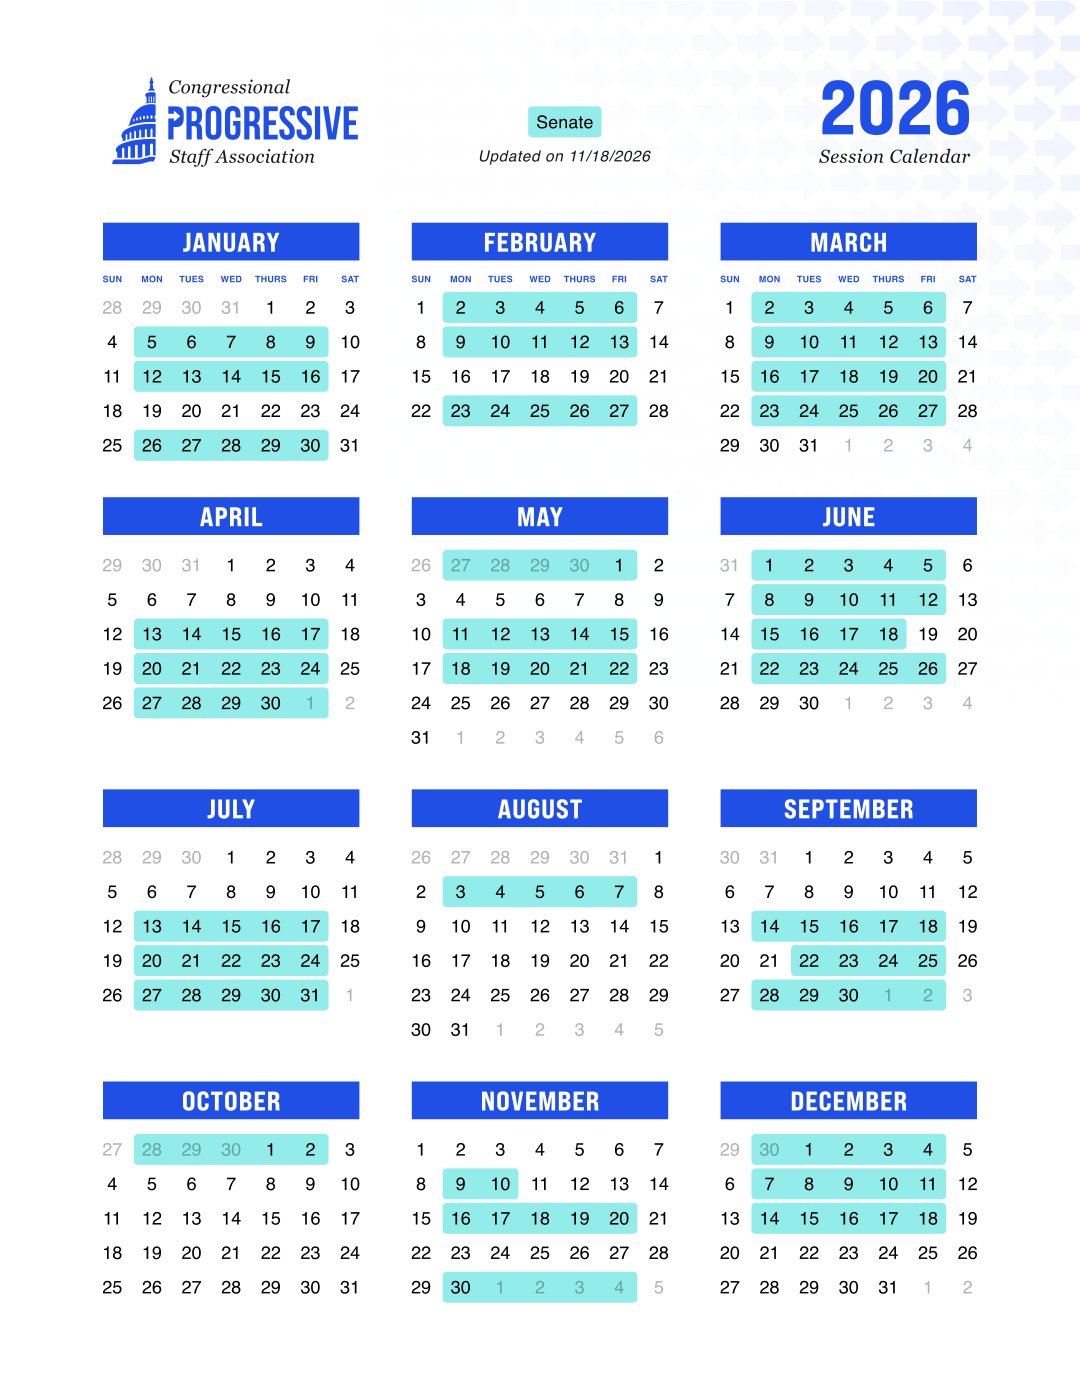 Congressional
PROGRESSIVE
Staff Association
Senate
Updated on 11/18/2026
2026
Session Calendar
JANUARY
SUN MON TUES WED THURS FRI SAT
28 29 30 31 1 2 3
4 5 6 7 8 9 10
11 12 13 14 15 16 17
18 19 20 21 22 23 24
25 26 27 28 29 30 31
FEBRUARY
SUN MON TUES WED THURS FRI SAT
1 2 3 4 5 6 7
8 9 10 11 12 13 14
15 16 17 18 19 20 21
22 23 24 25 26 27 28
MARCH
SUN MON TUES WED THURS FRI SAT
1 2 3 4 5 6 7
8 9 10 11 12 13 14
15 16 17 18 19 20 21
22 23 24 25 26 27 28
29 30 31 1 2 3 4
APRIL
29 30 31 1 2 3 4
5 6 7 8 9 10 11
12 13 14 15 16 17 18
19 20 21 22 23 24 25
26 27 28 29 30 1 2
MAY
26 27 28 29 30 1 2
3 4 5 6 7 8 9
10 11 12 13 14 15 16
17 18 19 20 21 22 23
24 25 26 27 28 29 30
31 1 2 3 4 5 6
JUNE
31 1 2 3 4 5 6
7 8 9 10 11 12 13
14 15 16 17 18 19 20
21 22 23 24 25 26 27
28 29 30 1 2 3 4
JULY
28 29 30 1 2 3 4
5 6 7 8 9 10 11
12 13 14 15 16 17 18
19 20 21 22 23 24 25
26 27 28 29 30 31 1
AUGUST
26 27 28 29 30 31 1
2 3 4 5 6 7 8
9 10 11 12 13 14 15
16 17 18 19 20 21 22
23 24 25 26 27 28 29
30 31 1 2 3 4 5
SEPTEMBER
30 31 1 2 3 4 5
6 7 8 9 10 11 12
13 14 15 16 17 18 19
20 21 22 23 24 25 26
27 28 29 30 1 2 3
OCTOBER
27 28 29 30 1 2 3
4 5 6 7 8 9 10
11 12 13 14 15 16 17
18 19 20 21 22 23 24
25 26 27 28 29 30 31
NOVEMBER
1 2 3 4 5 6 7
8 9 10 11 12 13 14
15 16 17 18 19 20 21
22 23 24 25 26 27 28
29 30 1 2 3 4 5
DECEMBER
29 30 1 2 3 4 5
6 7 8 9 10 11 12
13 14 15 16 17 18 19
20 21 22 23 24 25 26
27 28 29 30 31 1 2